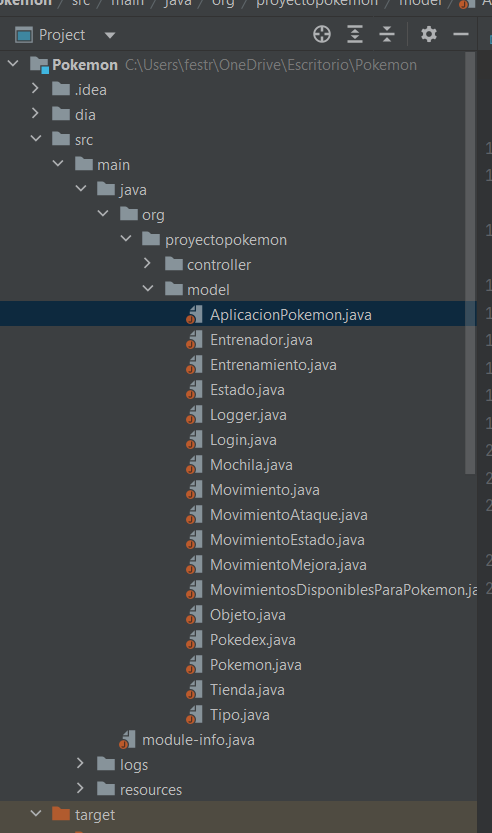 okemon / src / main / java / org / proyectopokemon / model / A
Project
Pokemon C:\Users\festr\OneDrive\Escritorio\Pokemon
.idea
dia
src
main
java
org
proyectopokemon
controller
model
AplicacionPokemon.java
Entrenador.java
Entrenamiento.java
Estado.java
Logger.java
Login.java
Mochila.java
Movimiento.java
MovimientoAtaque.java
MovimientoEstado.java
MovimientoMejora.java
MovimientosDisponiblesParaPokemon.ja
Objeto.java
Pokedex.java
Pokemon.java
Tienda.java
Tipo.java
module-info.java
logs
resources
target